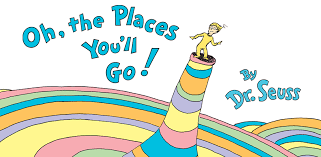 Oh, the Places
You'll
Go!
By
Dr. Seuss